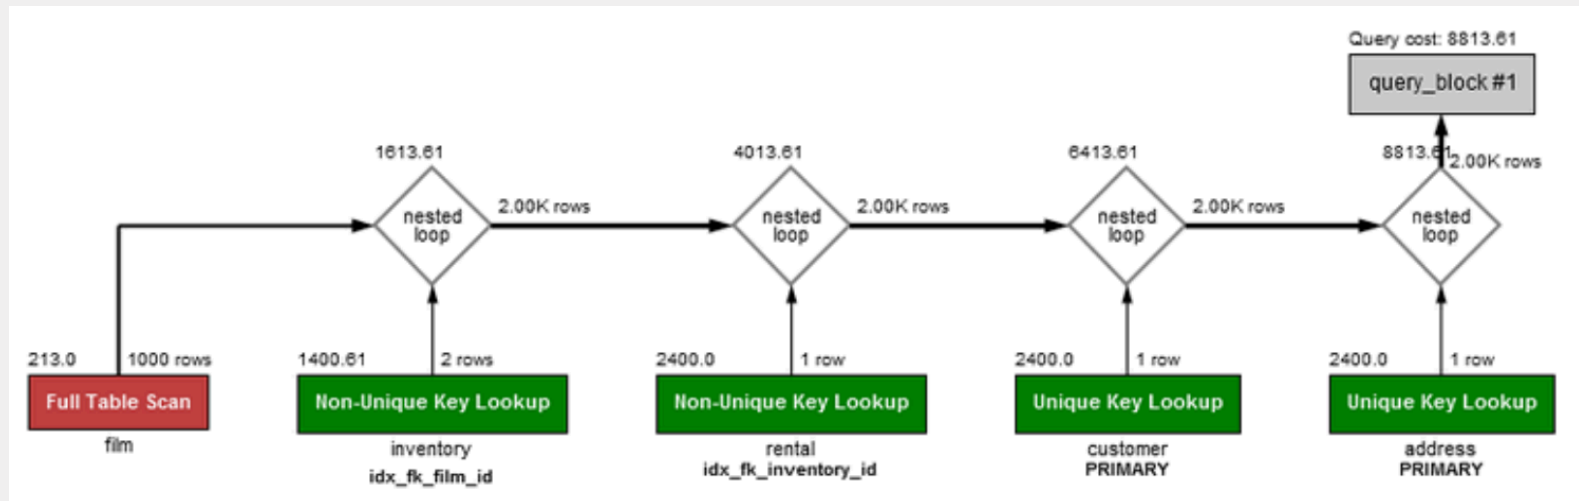 Query cost: 8813.61
query_block #1
1613.61
4013.61
6413.61
8813.61
2.00K rows
nested
loop
2.00K rows
nested
loop
2.00K rows
nested
loop
2.00K rows
nested
loop
213.0
1000 rows
1400.61
2 rows
2400.0
1 row
2400.0
1 row
2400.0
1 row
Full Table Scan
Non-Unique Key Lookup
Non-Unique Key Lookup
Unique Key Lookup
Unique Key Lookup
film
inventory
idx_fk_film_id
rental
idx_fk_inventory_id
customer
PRIMARY
address
PRIMARY